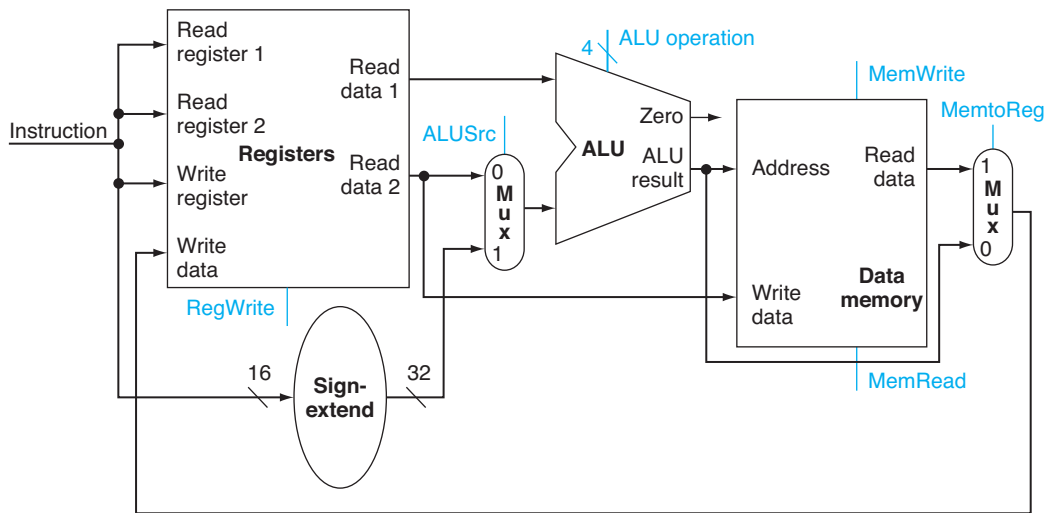 Instruction
Read
register 1
Read
register 2
Write
register
Write
data
Registers
Read
data 1
Read
data 2
RegWrite
16
Sign-
extend
32
ALUSrc
0
M
u
x
1
4
ALU operation
Zero
ALU
ALU
result
MemWrite
Address
Read
data
Write
data
Data
memory
MemRead
MemtoReg
1
M
u
x
0